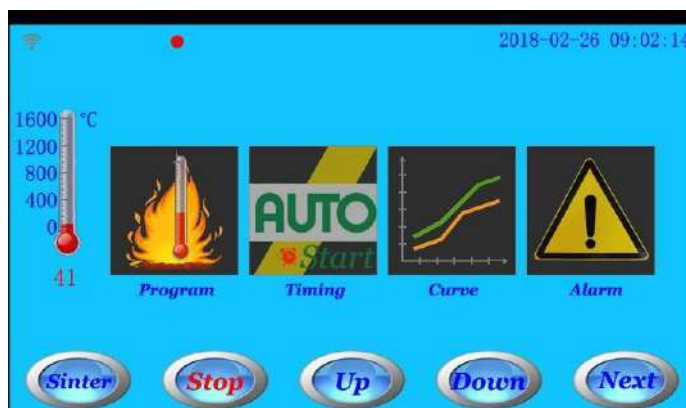 2018-02-26 09:02:14
1600 °C
1200
800
400
0
41
AUTO
Start
Program
Timing
Curve
Alarm
Sinter
Stop
Up
Down
Next